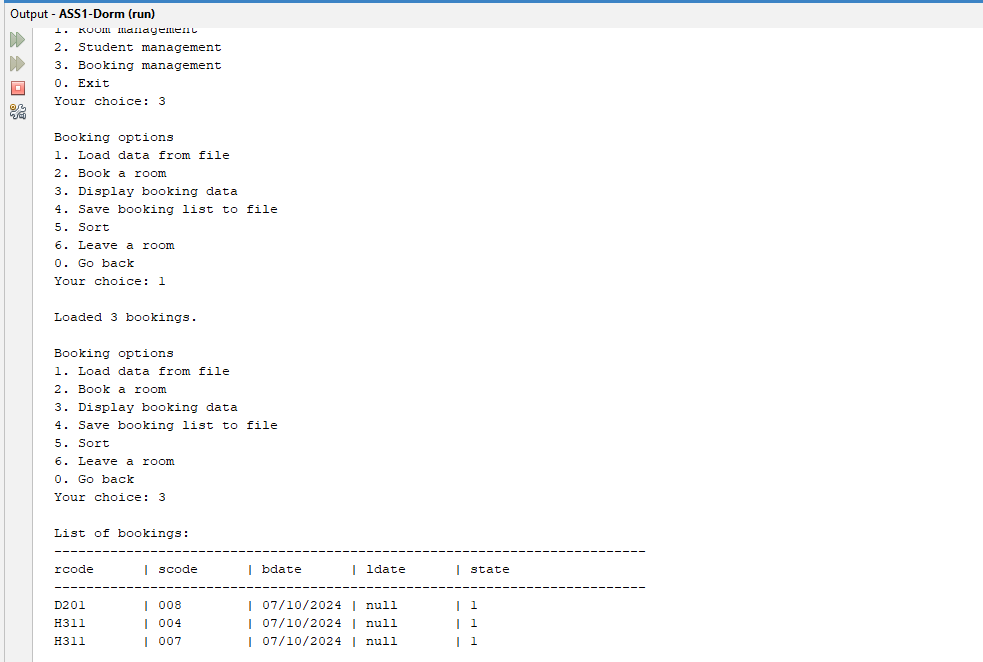 Output - ASS1-Dorm (run)
1. Room management
2. Student management
3. Booking management
0. Exit
Your choice: 3
Booking options
1. Load data from file
2. Book a room
3. Display booking data
4. Save booking list to file
5. Sort
6. Leave a room
0. Go back
Your choice: 1
Loaded 3 bookings.
Booking options
1. Load data from file
2. Book a room
3. Display booking data
4. Save booking list to file
5. Sort
6. Leave a room
0. Go back
Your choice: 3
List of bookings:
--------------------------------------------------------------------------
rcode      | scode      | bdate      | ldate      | state
--------------------------------------------------------------------------
D201       | 008        | 07/10/2024 | null       | 1
H311       | 004        | 07/10/2024 | null       | 1
H311       | 007        | 07/10/2024 | null       | 1